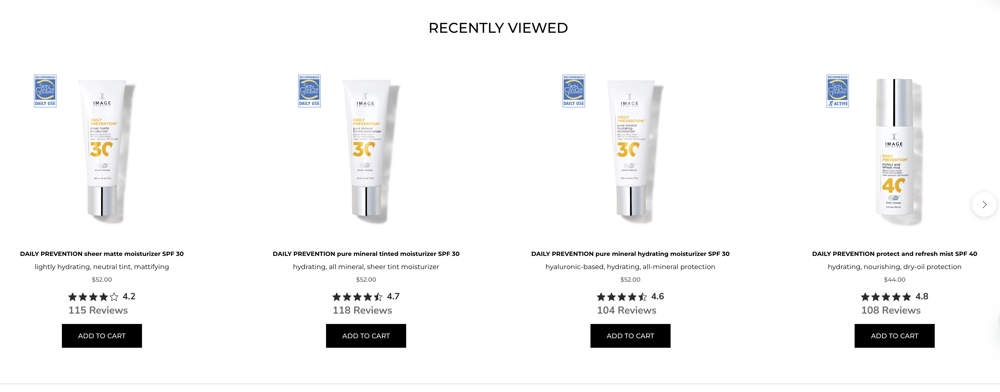 RECENTLY VIEWED
RECOMMENDED
SKIN
CANCER
FOUNDATION
DAILY USE
I
IMAGE
SKINCARE
DAILY
PREVENTION™
sheer matte
moisturizer
BROAD SPECTRUM
SPF 30 SUNSCREEN
water resistant (40 minutes)
30
XO SM™
PATENT PENDING
Net wt. 2.6 oz/73 g
DAILY PREVENTION sheer matte moisturizer SPF 30
lightly hydrating, neutral tint, mattifying
$52.00
4.2
115 Reviews
ADD TO CART
RECOMMENDED
SKIN
CANCER
FOUNDATION
DAILY USE
I
IMAGE
SKINCARE
DAILY
PREVENTION™
pure mineral
tinted moisturizer
BROAD SPECTRUM
SPF 30 SUNSCREEN
water resistant (40 minutes)
30
XO SM™
PATENT PENDING
Net wt. 2.6 oz/73 g
DAILY PREVENTION pure mineral tinted moisturizer SPF 30
hydrating, all mineral, sheer tint moisturizer
$52.00
4.7
118 Reviews
ADD TO CART
RECOMMENDED
SKIN
CANCER
FOUNDATION
DAILY USE
I
IMAGE
SKINCARE
DAILY
PREVENTION™
pure mineral
hydrating
moisturizer
BROAD SPECTRUM
SPF 30 SUNSCREEN
water resistant (80 minutes)
30
XO SM™
PATENT PENDING
Net wt. 2.6 oz/73 g
DAILY PREVENTION pure mineral hydrating moisturizer SPF 30
hyaluronic-based, hydrating, all-mineral protection
$52.00
4.6
104 Reviews
ADD TO CART
RECOMMENDED
SKIN
CANCER
FOUNDATION
ACTIVE
I
IMAGE
SKINCARE
DAILY
PREVENTION™
protect and
refresh mist
BROAD SPECTRUM
SPF 40 SUNSCREEN
water resistant (80 minutes)
40
XO SM™
PATENT PENDING
3.4 fl oz/100 mL
DAILY PREVENTION protect and refresh mist SPF 40
hydrating, nourishing, dry-oil protection
$44.00
4.8
108 Reviews
ADD TO CART